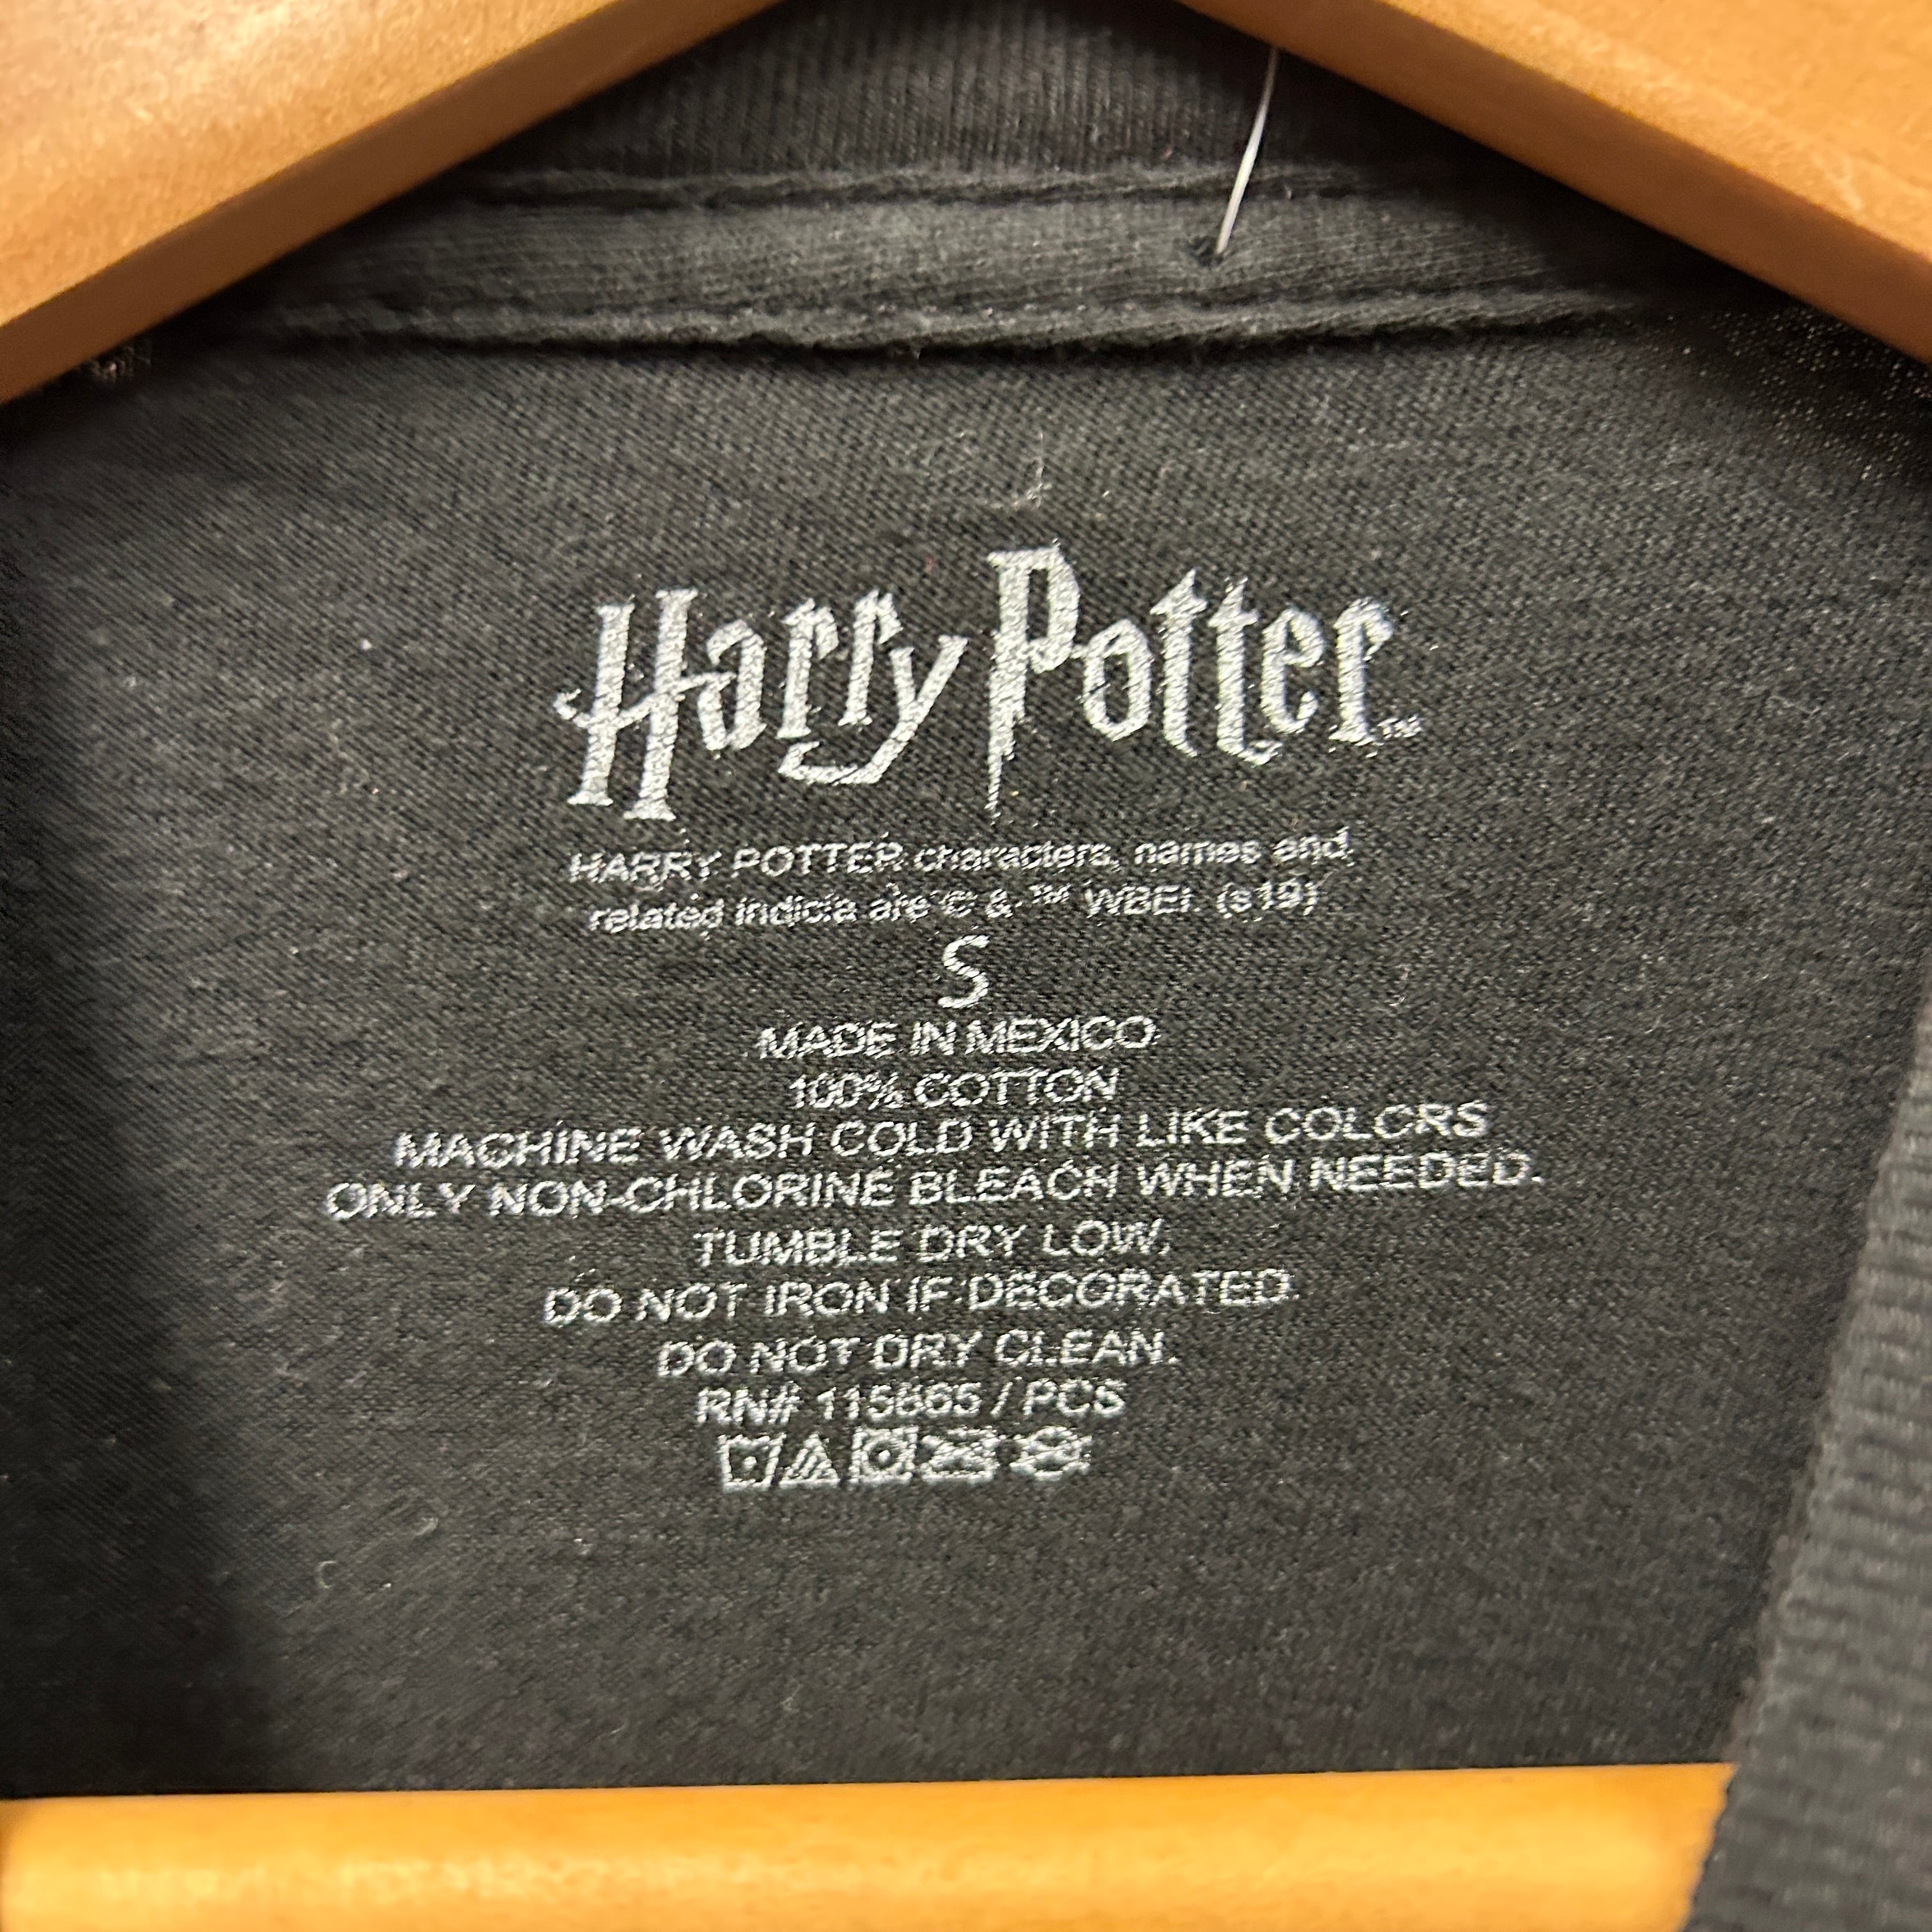 Harry Potter™
HARRY POTTER characters, names and
related indicia are © & ™ WBEI. (s19)
S
MADE IN MEXICO
100% COTTON
MACHINE WASH COLD WITH LIKE COLORS
ONLY NON-CHLORINE BLEACH WHEN NEEDED.
TUMBLE DRY LOW.
DO NOT IRON IF DECORATED.
DO NOT DRY CLEAN.
RN# / PCS